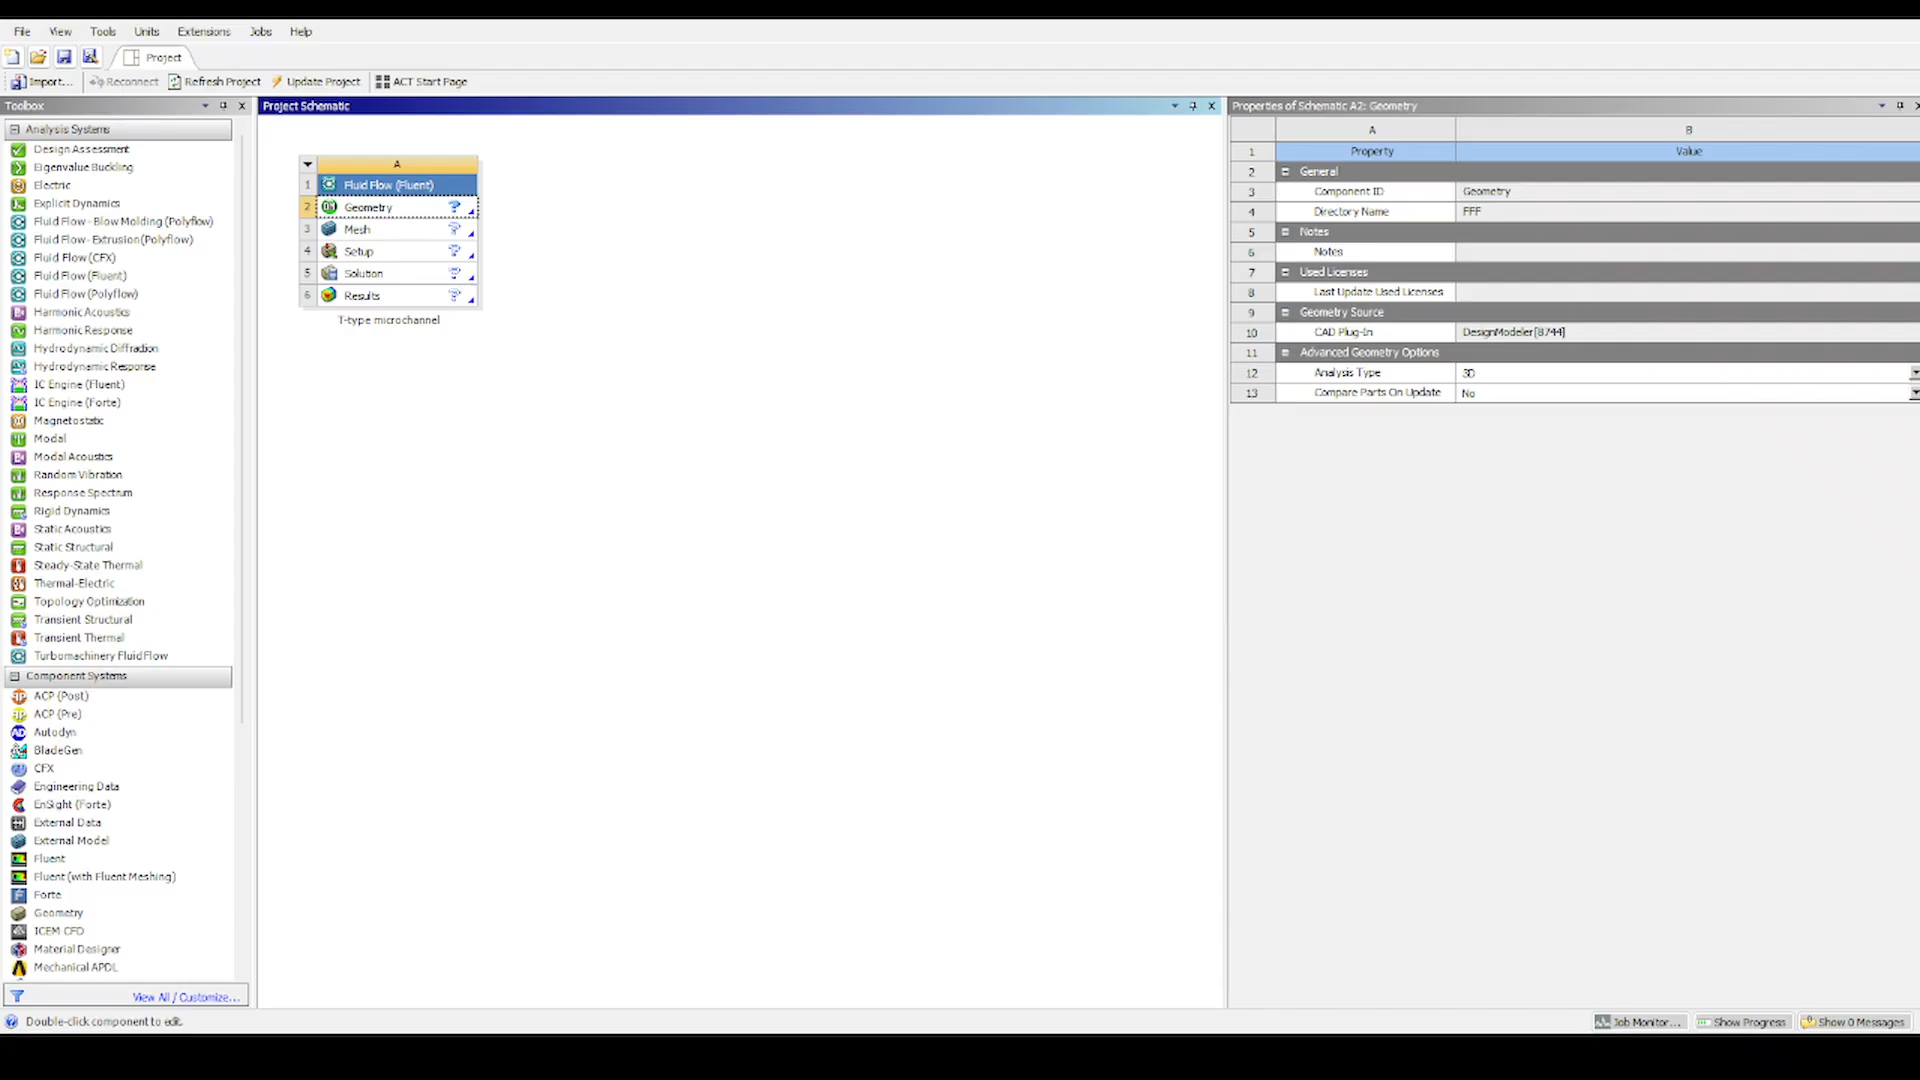 File View Tools Units Extensions Jobs Help
Project
Import... Reconnect Refresh Project Update Project ACT Start Page
Toolbox
Analysis Systems
Design Assessment
Eigenvalue Buckling
Electric
Explicit Dynamics
Fluid Flow - Blow Molding (Polyflow)
Fluid Flow - Extrusion (Polyflow)
Fluid Flow (CFX)
Fluid Flow (Fluent)
Fluid Flow (Polyflow)
Harmonic Acoustics
Harmonic Response
Hydrodynamic Diffraction
Hydrodynamic Response
IC Engine (Fluent)
IC Engine (Forte)
Magnetostatic
Modal
Modal Acoustics
Random Vibration
Response Spectrum
Rigid Dynamics
Static Acoustics
Static Structural
Steady-State Thermal
Thermal-Electric
Topology Optimization
Transient Structural
Transient Thermal
Turbomachinery Fluid Flow
Component Systems
ACP (Post)
ACP (Pre)
Autodyn
BladeGen
CFX
Engineering Data
EnSight (Forte)
External Data
External Model
Fluent
Fluent (with Fluent Meshing)
Forte
Geometry
ICEM CFD
Material Designer
Mechanical APDL
View All / Customize...
Project Schematic
A
1 Fluid Flow (Fluent)
2 Geometry
3 Mesh
4 Setup
5 Solution
6 Results
T-type microchannel
Properties of Schematic A2: Geometry
A B
1 Property Value
2 General
3 Component ID Geometry
4 Directory Name FFF
5 Notes
6 Notes
7 Used Licenses
8 Last Update Used Licenses
9 Geometry Source
10 CAD Plug-In DesignModeler[8744]
11 Advanced Geometry Options
12 Analysis Type 3D
13 Compare Parts On Update No
Double-click component to edit.
Job Monitor... Show Progress Show 0 Messages